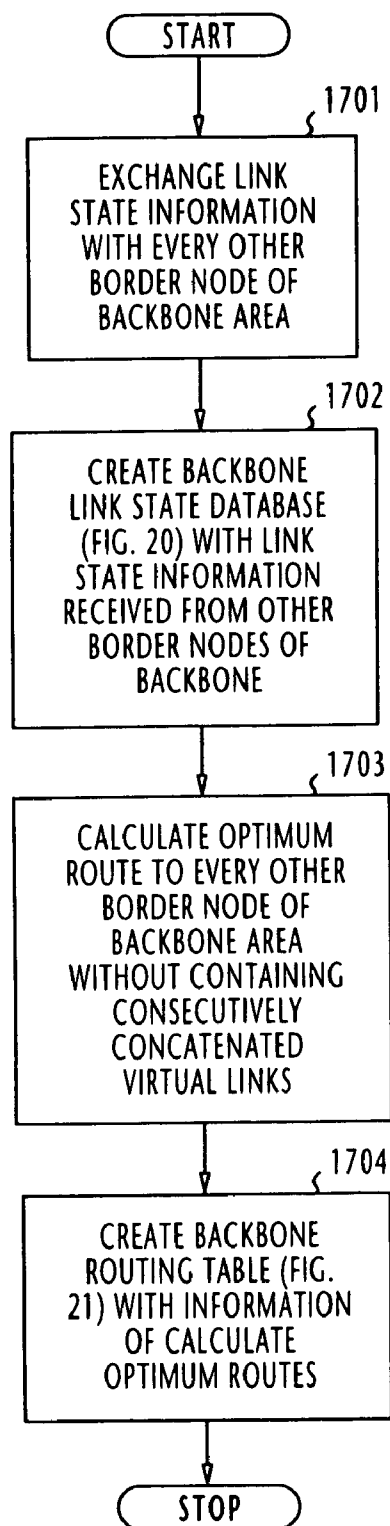 START
1701
EXCHANGE LINK
STATE INFORMATION
WITH EVERY OTHER
BORDER NODE OF
BACKBONE AREA
1702
CREATE BACKBONE
LINK STATE DATABASE
(FIG. 20) WITH LINK
STATE INFORMATION
RECEIVED FROM OTHER
BORDER NODES OF
BACKBONE
1703
CALCULATE OPTIMUM
ROUTE TO EVERY OTHER
BORDER NODE OF
BACKBONE AREA
WITHOUT CONTAINING
CONSECUTIVELY
CONCATENATED
VIRTUAL LINKS
1704
CREATE BACKBONE
ROUTING TABLE (FIG.
21) WITH INFORMATION
OF CALCULATE
OPTIMUM ROUTES
STOP